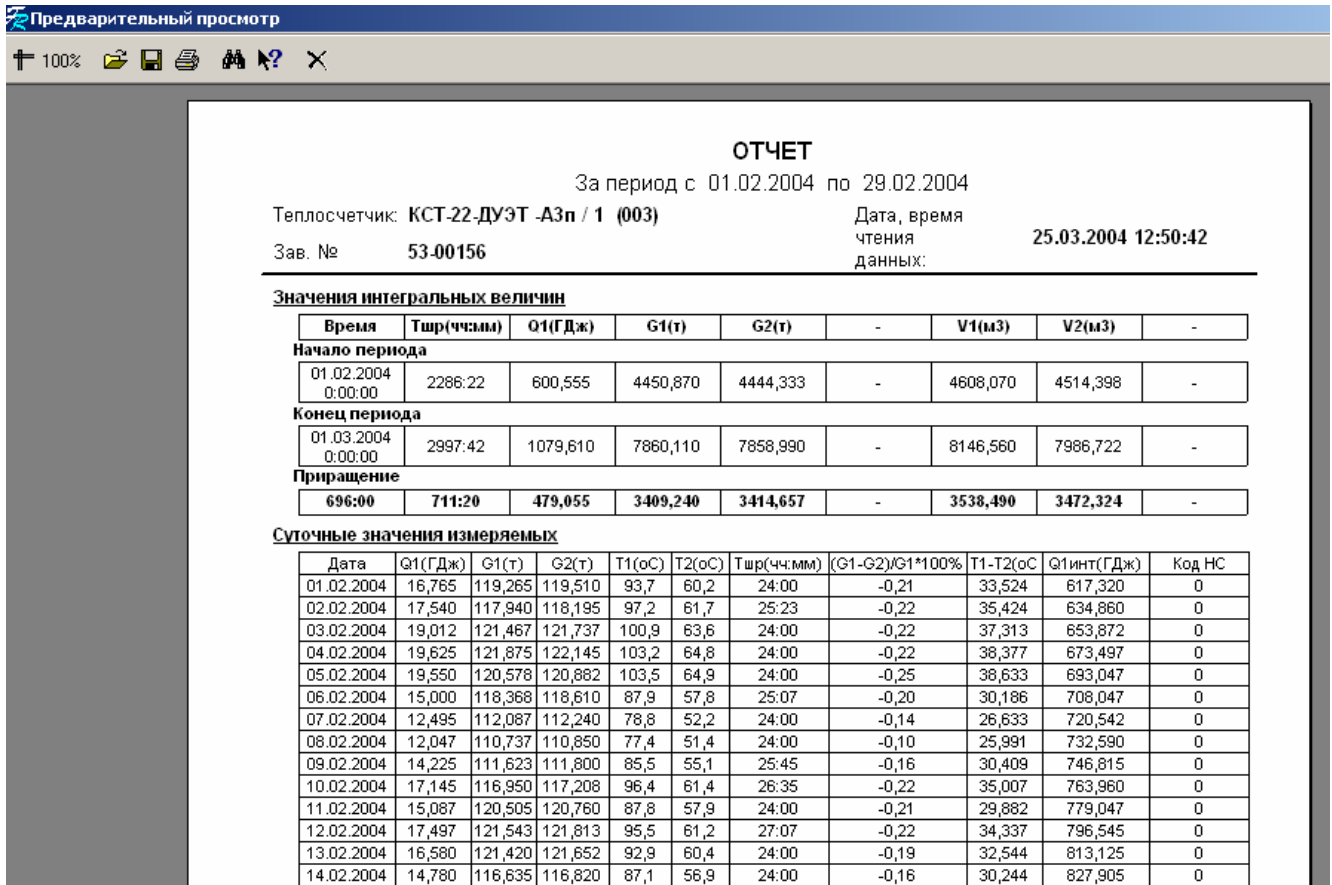 Предварительный просмотр
100%
ОТЧЕТ
За период с 01.02.2004 по 29.02.2004
Теплосчетчик: КСТ-22-ДУЭТ -А3п / 1 (003)
Дата, время чтения данных: 25.03.2004 12:50:42
Зав. № 53-00156
Значения интегральных величин
Время Тшр(чч:мм) Q1(ГДж) G1(т) G2(т) - V1(м3) V2(м3) -
Начало периода
01.02.2004 0:00:00 2286:22 600,555 4450,870 4444,333 - 4608,070 4514,398 -
Конец периода
01.03.2004 0:00:00 2997:42 1079,610 7860,110 7858,990 - 8146,560 7986,722 -
Приращение
696:00 711:20 479,055 3409,240 3414,657 - 3538,490 3472,324 -
Суточные значения измеряемых
Дата Q1(ГДж) G1(т) G2(т) T1(oC) T2(oC) Тшр(чч:мм) (G1-G2)/G1*100% T1-T2(oC Q1инт(ГДж) Код НС
01.02.2004 16,765 119,265 119,510 93,7 60,2 24:00 -0,21 33,524 617,320 0
02.02.2004 17,540 117,940 118,195 97,2 61,7 25:23 -0,22 35,424 634,860 0
03.02.2004 19,012 121,467 121,737 100,9 63,6 24:00 -0,22 37,313 653,872 0
04.02.2004 19,625 121,875 122,145 103,2 64,8 24:00 -0,22 38,377 673,497 0
05.02.2004 19,550 120,578 120,882 103,5 64,9 24:00 -0,25 38,633 693,047 0
06.02.2004 15,000 118,368 118,610 87,9 57,8 25:07 -0,20 30,186 708,047 0
07.02.2004 12,495 112,087 112,240 78,8 52,2 24:00 -0,14 26,633 720,542 0
08.02.2004 12,047 110,737 110,850 77,4 51,4 24:00 -0,10 25,991 732,590 0
09.02.2004 14,225 111,623 111,800 85,5 55,1 25:45 -0,16 30,409 746,815 0
10.02.2004 17,145 116,950 117,208 96,4 61,4 26:35 -0,22 35,007 763,960 0
11.02.2004 15,087 120,505 120,760 87,8 57,9 24:00 -0,21 29,882 779,047 0
12.02.2004 17,497 121,543 121,813 95,5 61,2 27:07 -0,22 34,337 796,545 0
13.02.2004 16,580 121,420 121,652 92,9 60,4 24:00 -0,19 32,544 813,125 0
14.02.2004 14,780 116,635 116,820 87,1 56,9 24:00 -0,16 30,244 827,905 0